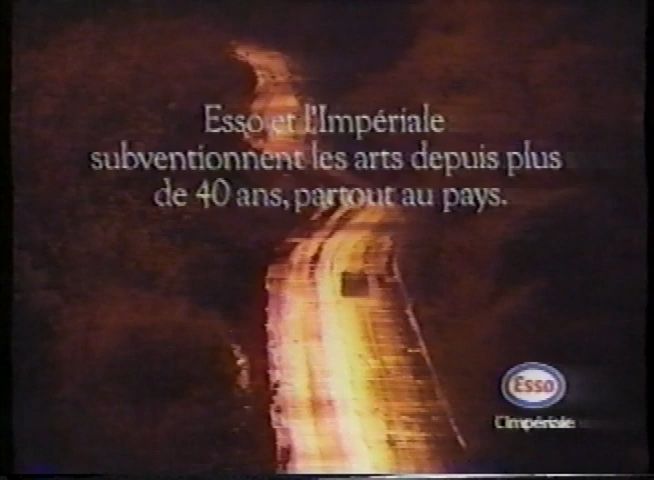 Esso et l'Impériale
subventionnent les arts depuis plus
de 40 ans, partout au pays.
Esso
L'Impériale